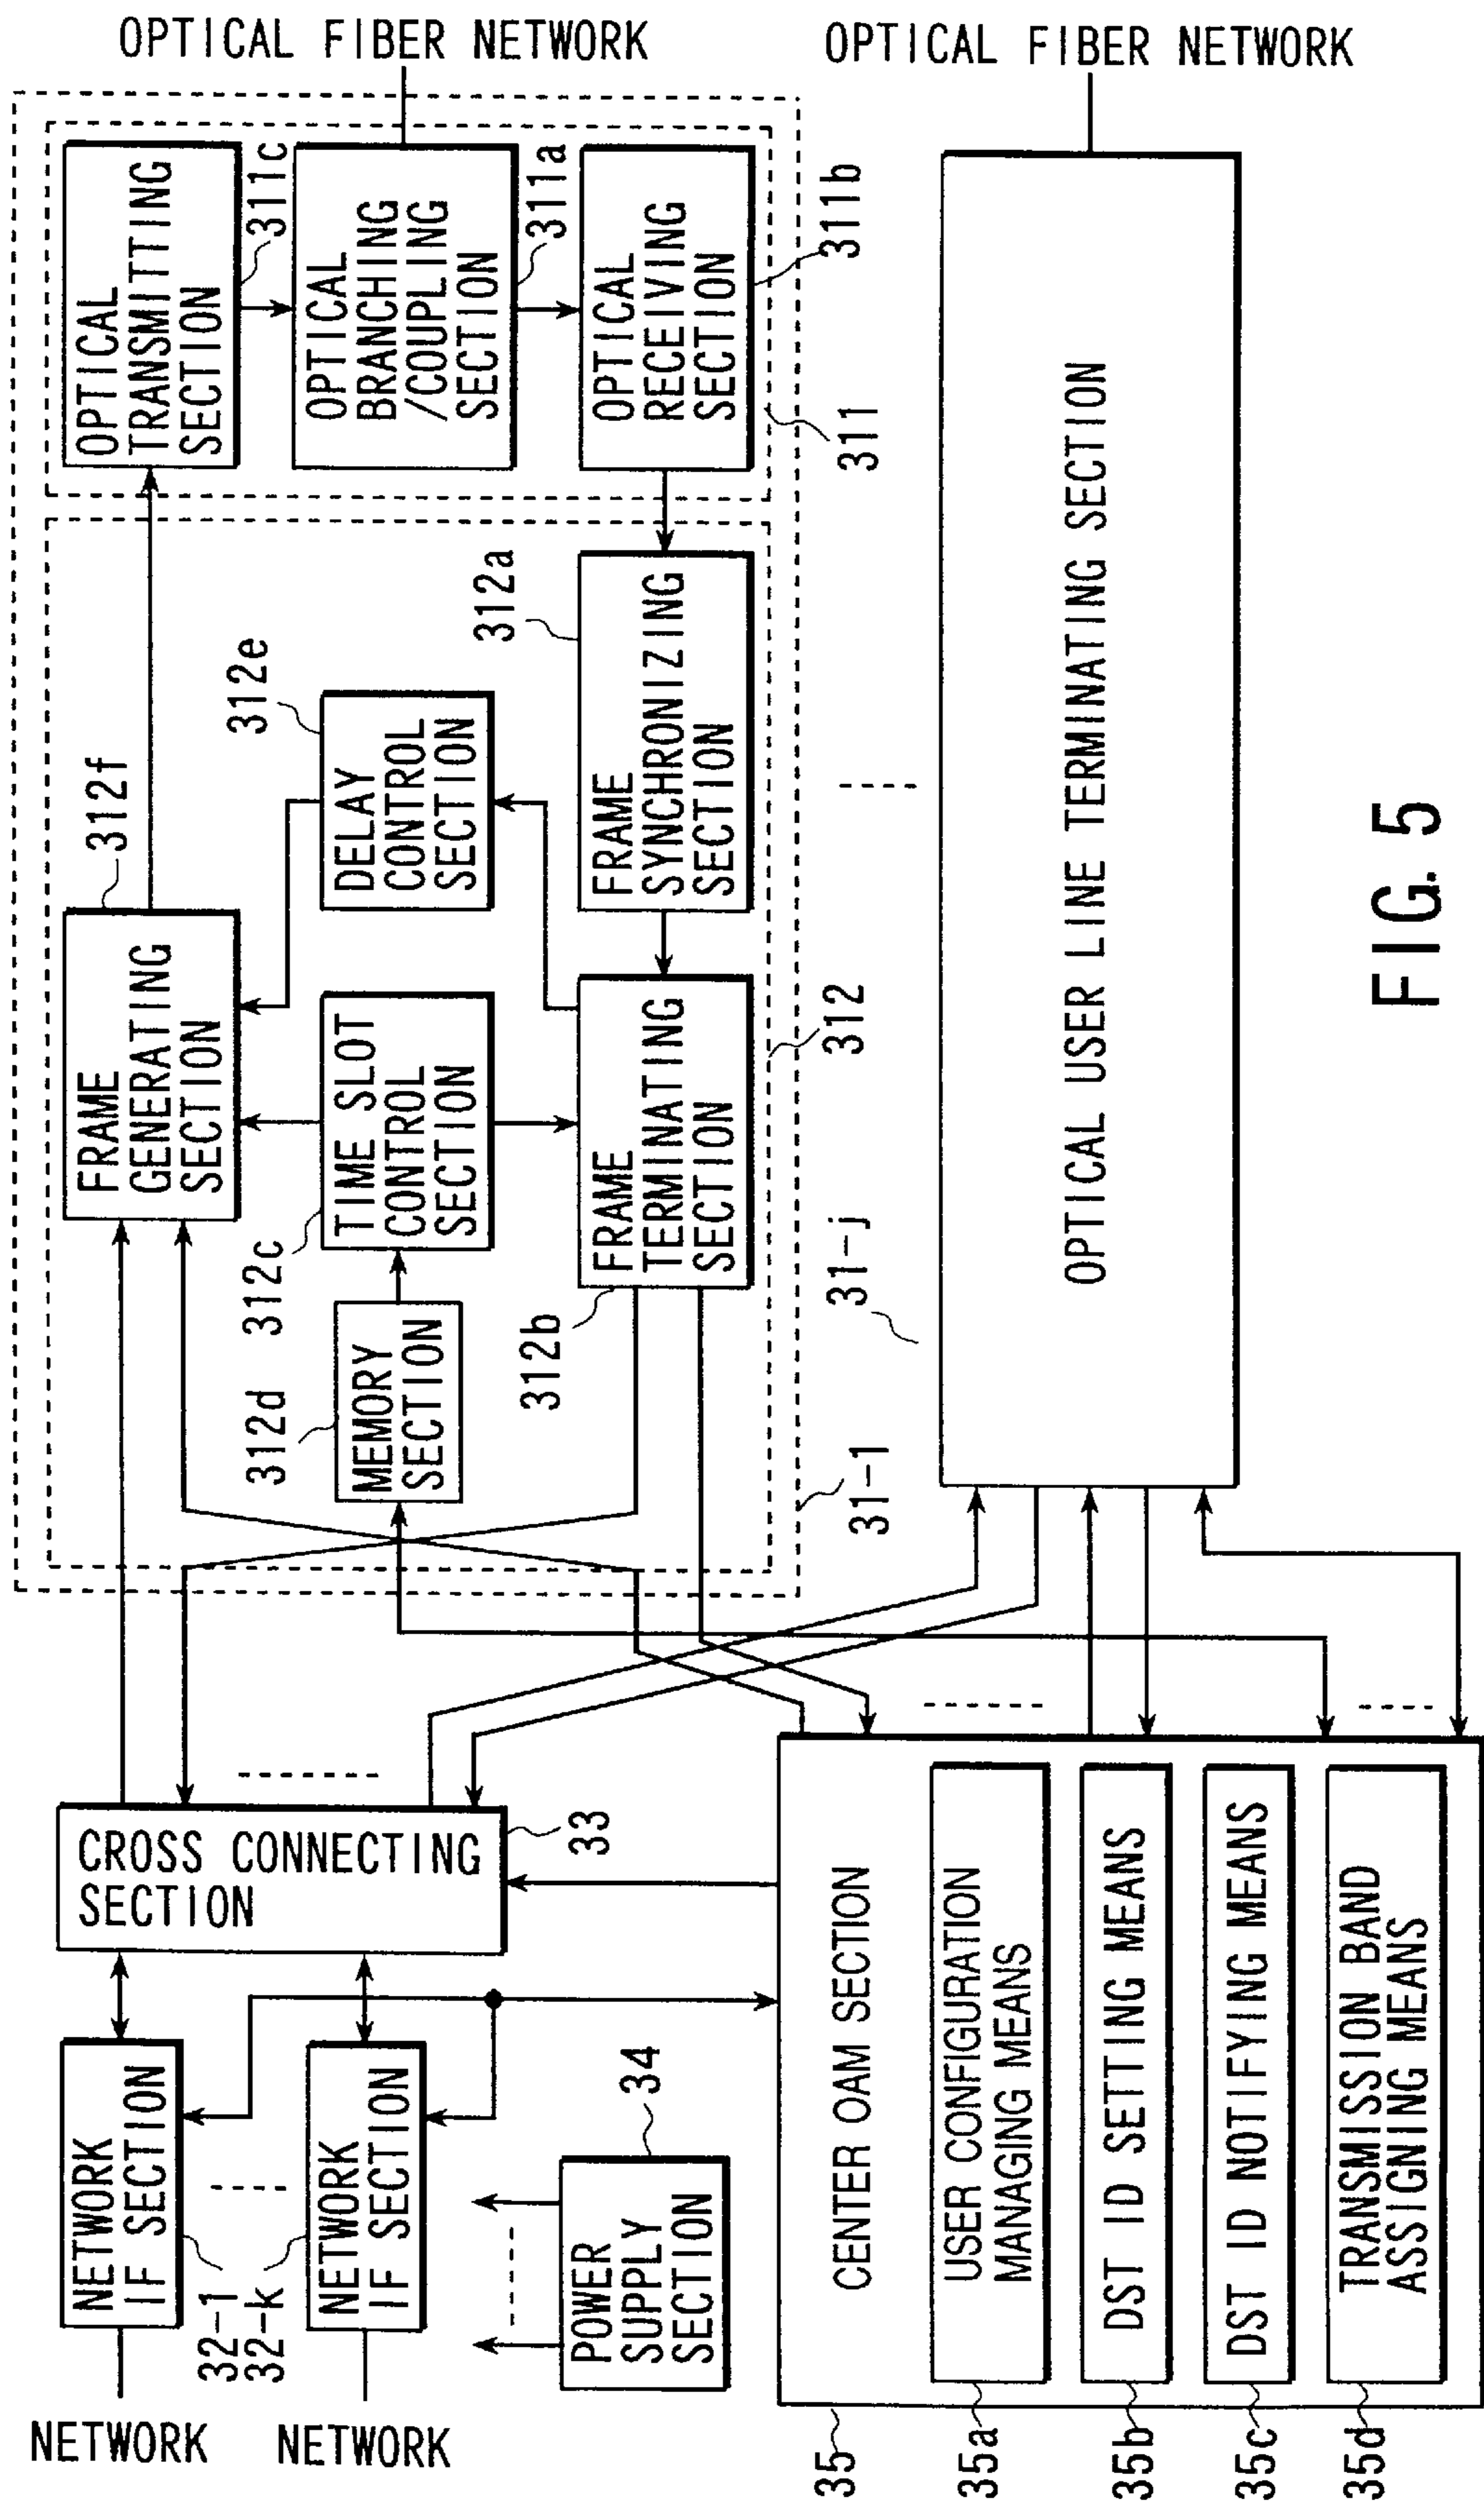 NETWORK
NETWORK
NETWORK
IF SECTION
32-1
32-k
NETWORK
IF SECTION
POWER
SUPPLY
SECTION
34
CROSS CONNECTING
SECTION
33
35
CENTER OAM SECTION
35a
USER CONFIGURATION
MANAGING MEANS
35b
DST ID SETTING MEANS
35c
DST ID NOTIFYING MEANS
35d
TRANSMISSION BAND
ASSIGNING MEANS
FRAME
GENERATING
SECTION
312f
312d
MEMORY
SECTION
312c
TIME SLOT
CONTROL
SECTION
312e
DELAY
CONTROL
SECTION
312b
FRAME
TERMINATING
SECTION
312a
FRAME
SYNCHRONIZING
SECTION
312
31-1
OPTICAL
TRANSMITTING
SECTION
311c
OPTICAL
BRANCHING
/COUPLING
SECTION
311a
OPTICAL
RECEIVING
SECTION
311b
311
OPTICAL FIBER NETWORK
31-j
OPTICAL USER LINE TERMINATING SECTION
OPTICAL FIBER NETWORK
FIG. 5